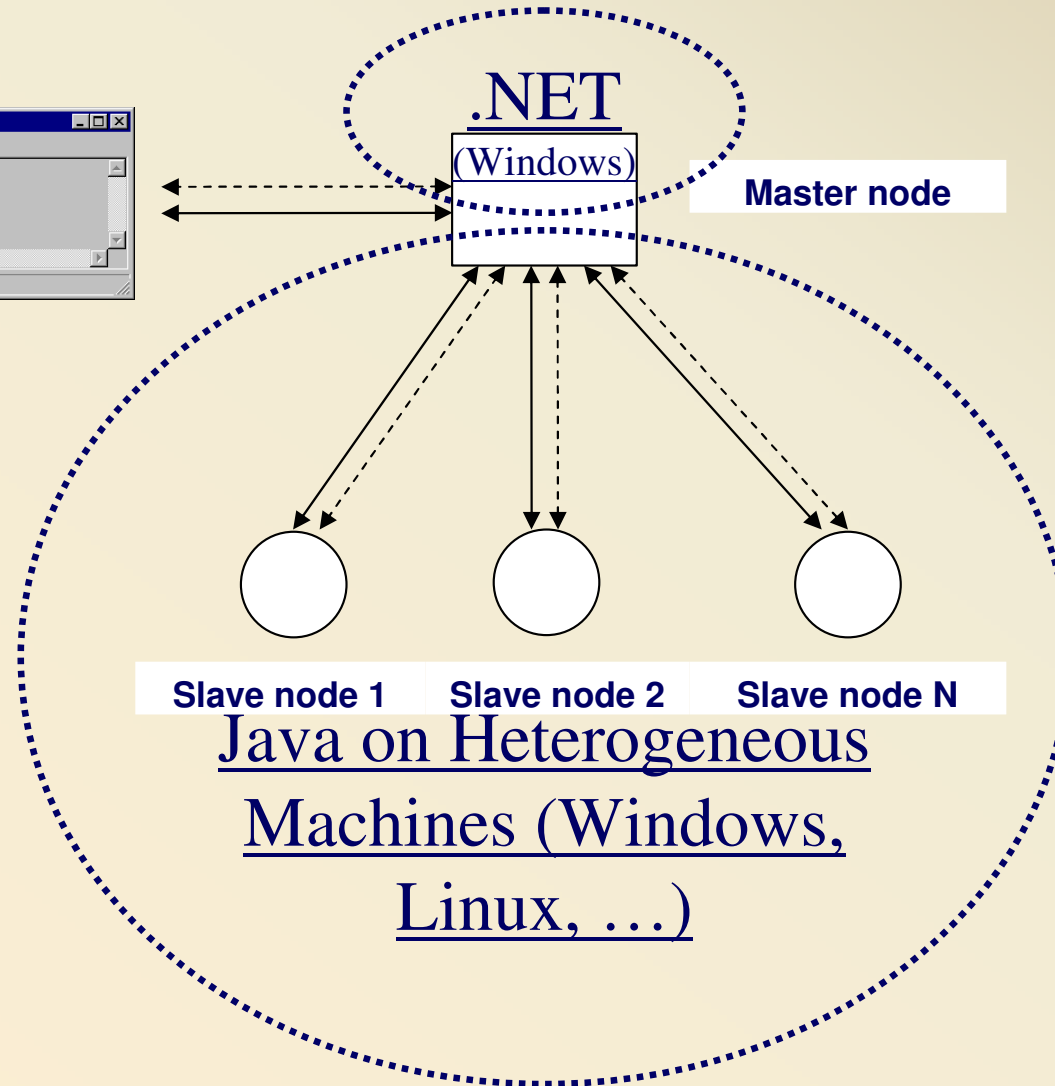 .NET
(Windows)
Master node
Slave node 1
Slave node 2
Slave node N
Java on Heterogeneous
Machines (Windows,
Linux, …)